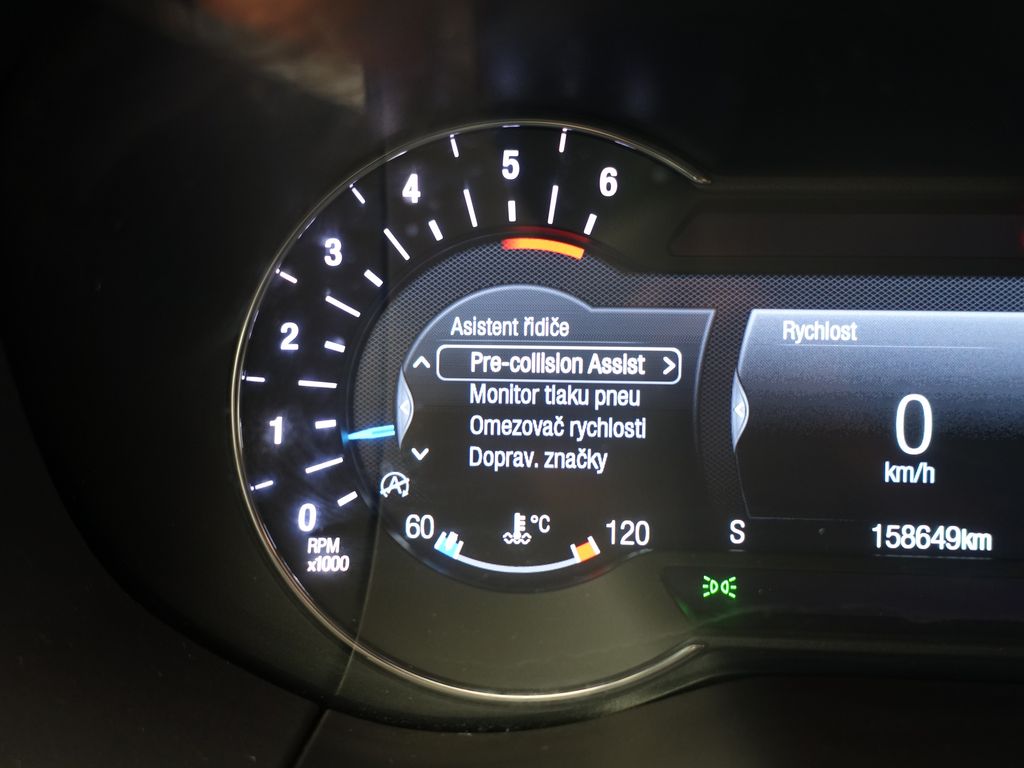 5
4
6
3
2
1
0
RPM
x1000
Asistent řidiče
Pre-collision Assist >
Monitor tlaku pneu
Omezovač rychlosti
Doprav. značky
A
60
°C
120
Rychlost
0
km/h
S
158649km